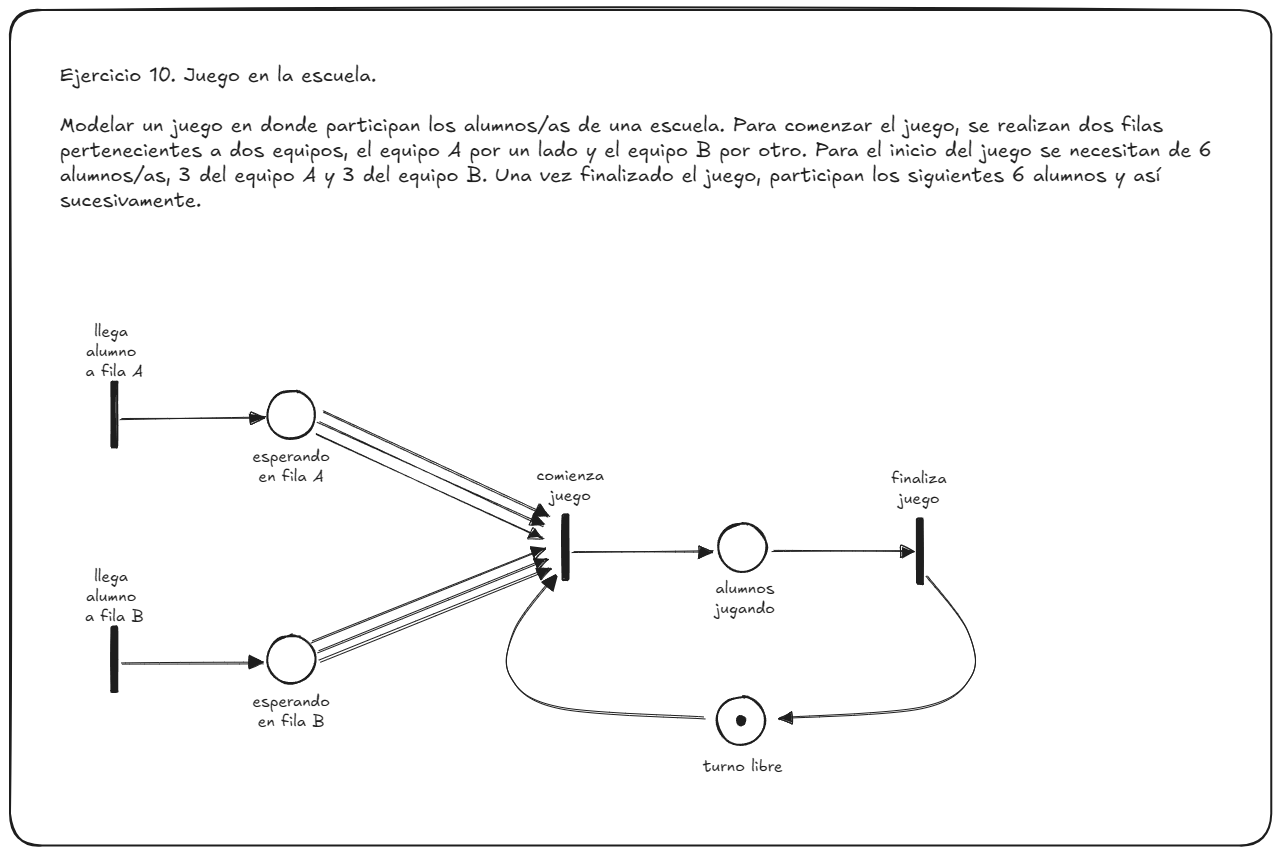 Ejercicio 10. Juego en la escuela.
Modelar un juego en donde participan los alumnos/as de una escuela. Para comenzar el juego, se realizan dos filas
pertenecientes a dos equipos, el equipo A por un lado y el equipo B por otro. Para el inicio del juego se necesitan de 6
alumnos/as, 3 del equipo A y 3 del equipo B. Una vez finalizado el juego, participan los siguientes 6 alumnos y así
sucesivamente.
llega
alumno
a fila A
esperando
en fila A
comienza
juego
finaliza
juego
llega
alumno
a fila B
alumnos
jugando
esperando
en fila B
turno libre